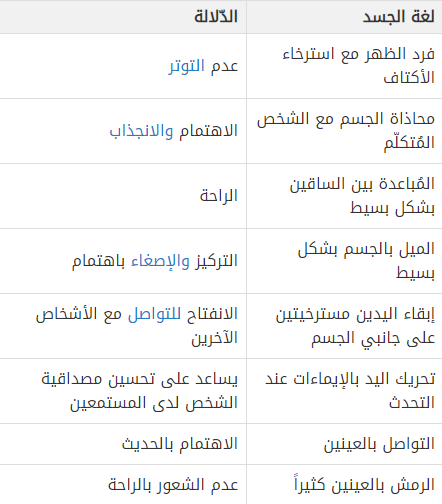 لغة الجسد الدّلالة
فرد الظهر مع استرخاء
الأكتاف
عدم التوتر
محاذاة الجسم مع الشخص
المُتكلّم
الاهتمام والانجذاب
المُباعدة بين الساقين
بشكل بسيط
الراحة
الميل بالجسم بشكل
بسيط
التركيز والإصغاء باهتمام
إبقاء اليدين مسترخيتين
على جانبي الجسم
الانفتاح للتواصل مع الأشخاص
الآخرين
تحريك اليد بالإيماءات عند
التحدث
يساعد على تحسين مصداقية
الشخص لدى المستمعين
التواصل بالعينين
الاهتمام بالحديث
الرمش بالعينين كثيراً
عدم الشعور بالراحة